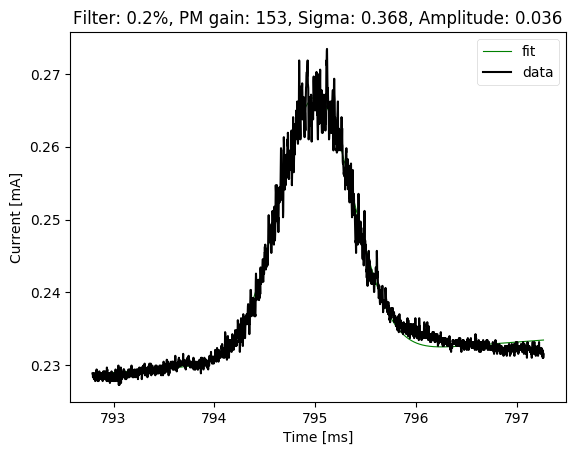 Filter: 0.2%, PM gain: 153, Sigma: 0.368, Amplitude: 0.036
fit
data
0.27
0.26
0.25
0.24
0.23
Current [mA]
793
794
795
796
797
Time [ms]